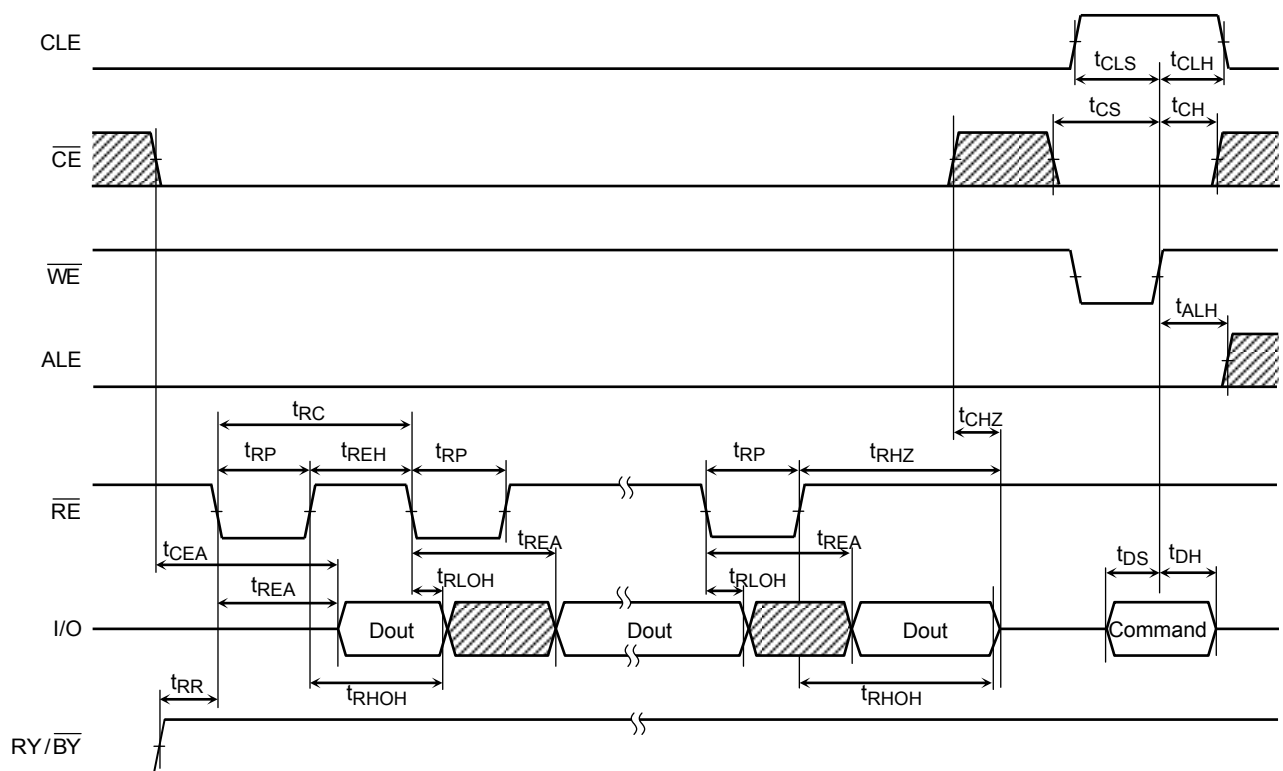 CLE
tCLS tCLH
tCS tCH
CE
WE
tALH
ALE
tRC
tCHZ
tRP tREH tRP tRP tRHZ
RE
tCEA tREA tREA
tREA tRLOH tRLOH tDS tDH
I/O Dout Dout Dout Command
tRR tRHOH tRHOH
RY/BY